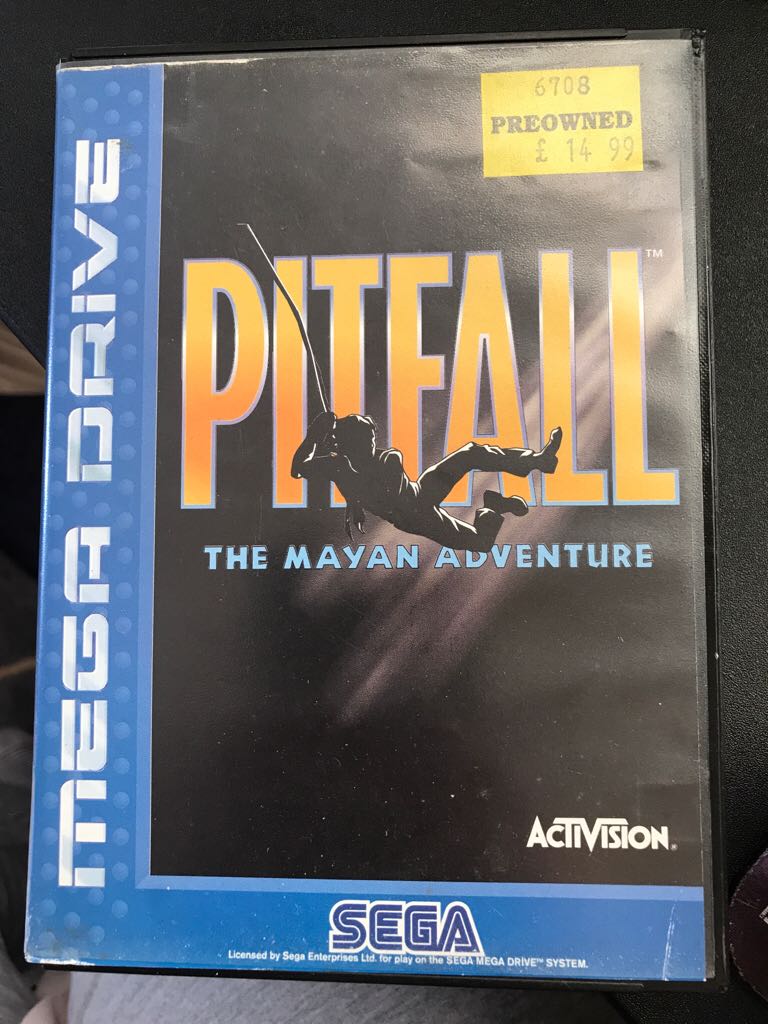 6708
PREOWNED
£ 14 99
MEGA DRIVE
PITFALL™
THE MAYAN ADVENTURE
ACTIVISION®
SEGA
Licensed by Sega Enterprises Ltd. for play on the SEGA MEGA DRIVE™ SYSTEM.